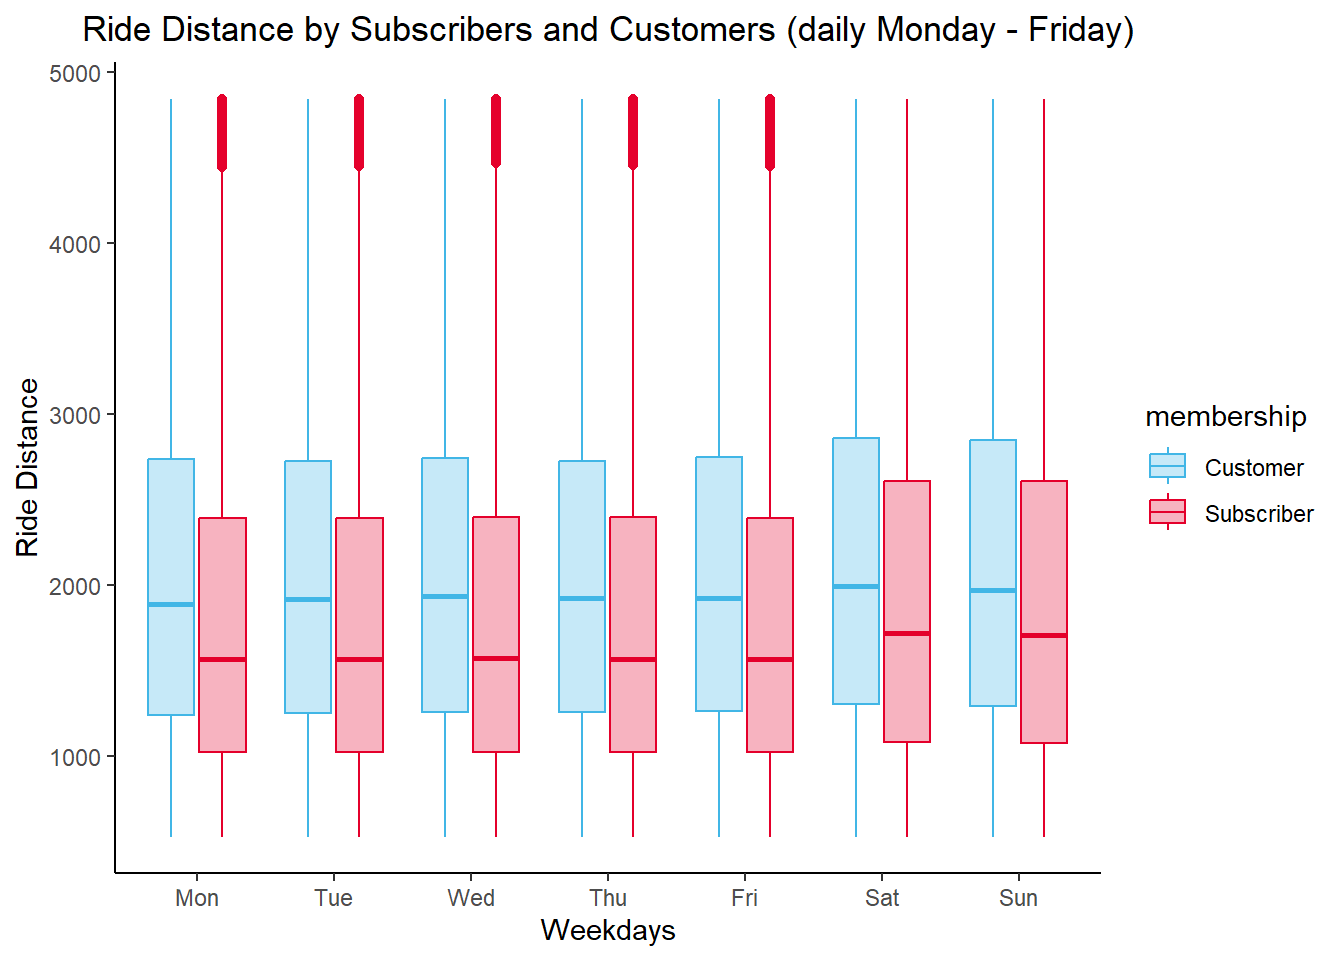 Ride Distance by Subscribers and Customers (daily Monday - Friday)
5000
4000
3000
2000
1000
Ride Distance
Mon Tue Wed Thu Fri Sat Sun
Weekdays
membership
Customer
Subscriber